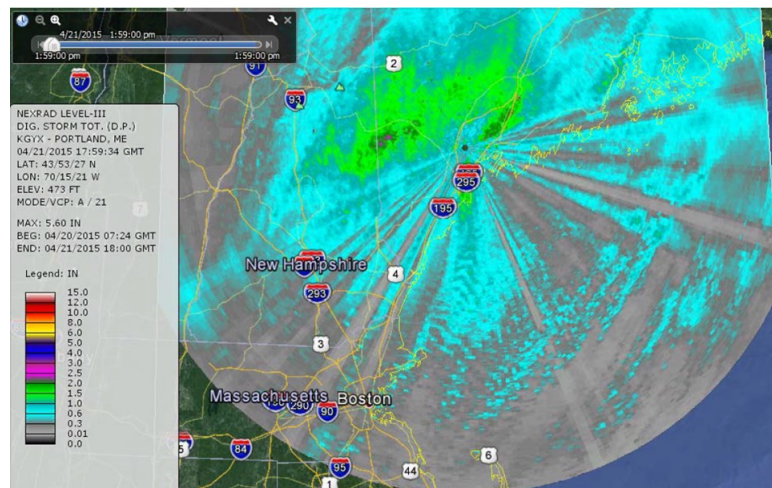 4/21/2015 1:59:00 pm
1:59:00 pm
1:59:00 pm
NEXRAD LEVEL-III
DIG. STORM TOT. (D.P.)
KGYX - PORTLAND, ME
04/21/2015 17:59:34 GMT
LAT: 43/53/27 N
LON: 70/15/21 W
ELEV: 473 FT
MODE/VCP: A / 21
MAX: 5.60 IN
BEG: 04/20/2015 07:24 GMT
END: 04/21/2015 18:00 GMT
Legend: IN
15.0
12.0
10.0
8.0
6.0
5.0
4.0
3.0
2.5
2.0
1.5
1.0
0.6
0.3
0.01
0.0
87
91
2
93
295
195
New Hampshire
4
293
3
Massachusetts
290
90
Boston
84
95
1
44
6